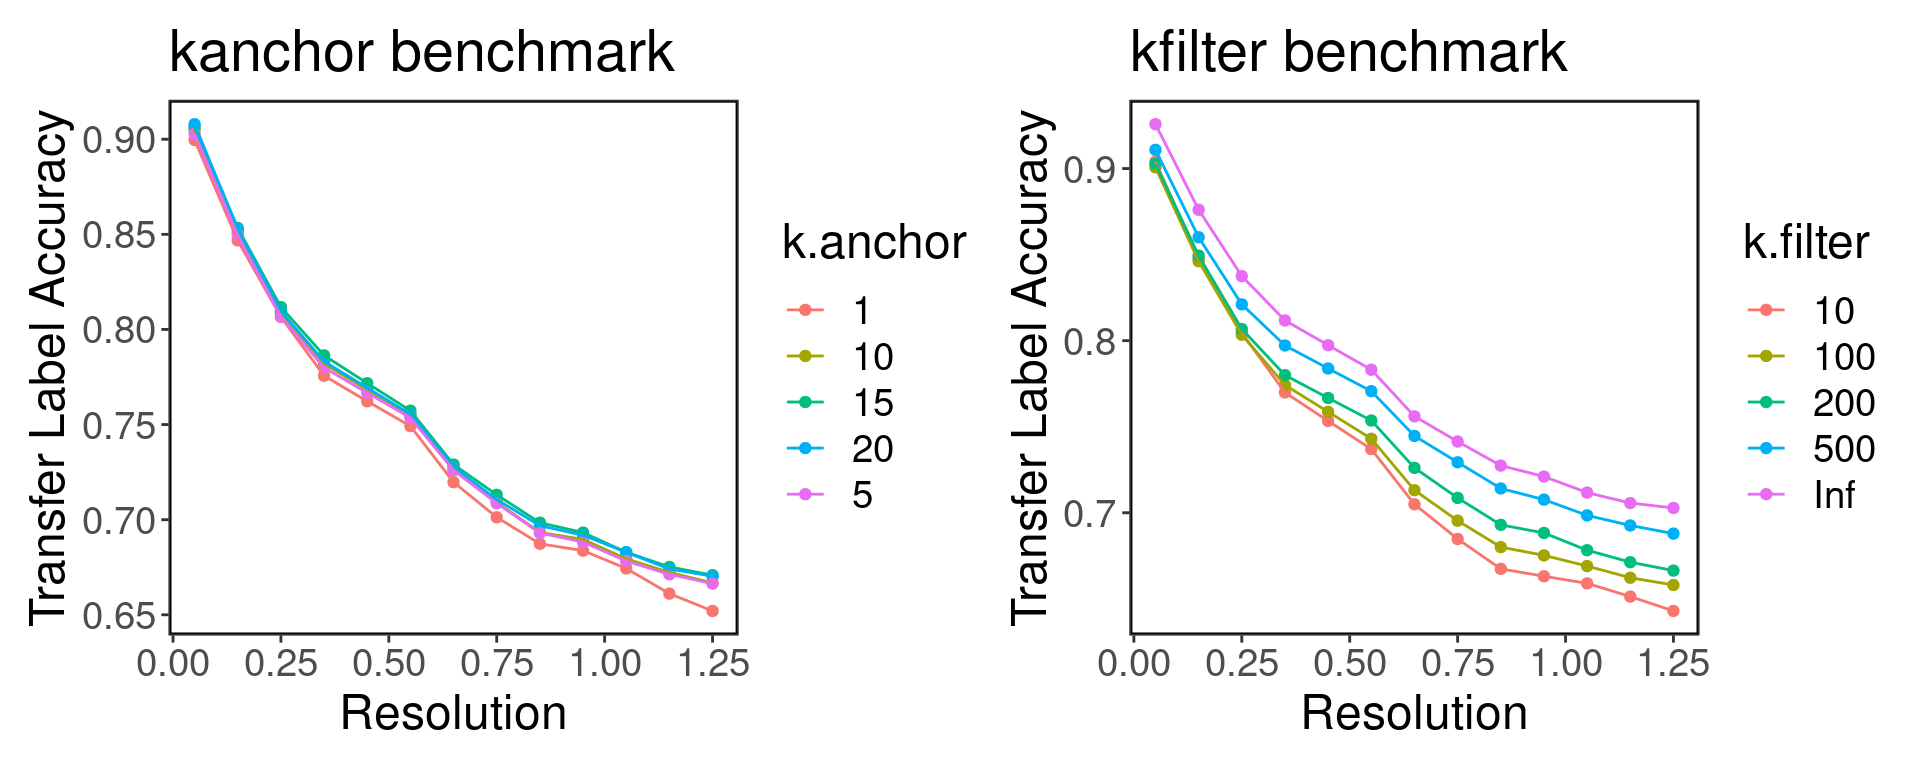 kanchor benchmark
Transfer Label Accuracy
0.90
0.85
0.80
0.75
0.70
0.65
0.00 0.25 0.50 0.75 1.00 1.25
Resolution
k.anchor
1
10
15
20
5
kfilter benchmark
Transfer Label Accuracy
0.9
0.8
0.7
0.00 0.25 0.50 0.75 1.00 1.25
Resolution
k.filter
10
100
200
500
Inf